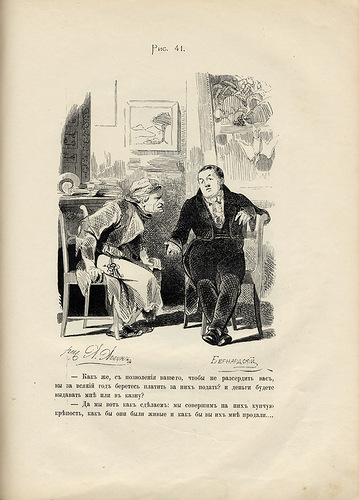 Рис. 41.
рис. А. Агинъ
Бернардскій
— Какъ же, съ позволенія вашего, чтобы не разсердить васъ,
вы за всякій годъ беретесь платить за нихъ подать? и деньги будете
выдавать мнѣ или въ казну?
— Да мы вотъ какъ сдѣлаемъ: мы совершимъ на нихъ купчую
крѣпость, какъ бы они были живые и какъ бы вы ихъ мнѣ продали....